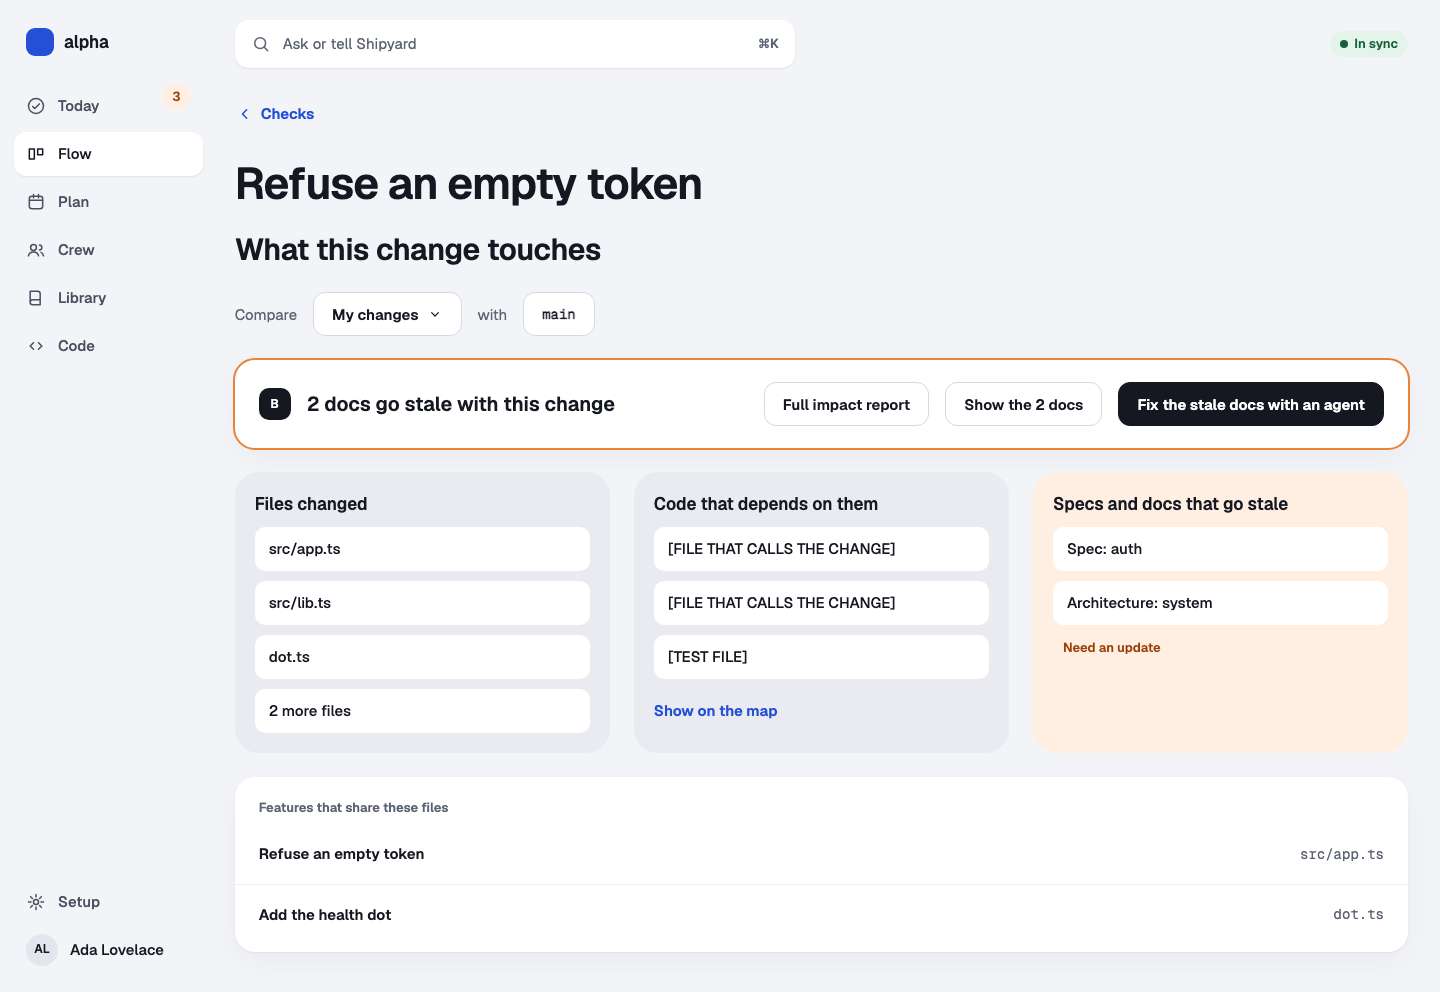 alpha
Ask or tell Shipyard
⌘K
In sync
Today
3
Flow
Plan
Crew
Library
Code
Checks
Refuse an empty token
What this change touches
Compare
My changes
with
main
B
2 docs go stale with this change
Full impact report
Show the 2 docs
Fix the stale docs with an agent
Files changed
src/app.ts
src/lib.ts
dot.ts
2 more files
Code that depends on them
[FILE THAT CALLS THE CHANGE]
[FILE THAT CALLS THE CHANGE]
[TEST FILE]
Show on the map
Specs and docs that go stale
Spec: auth
Architecture: system
Need an update
Features that share these files
Refuse an empty token
src/app.ts
Add the health dot
dot.ts
Setup
AL
Ada Lovelace